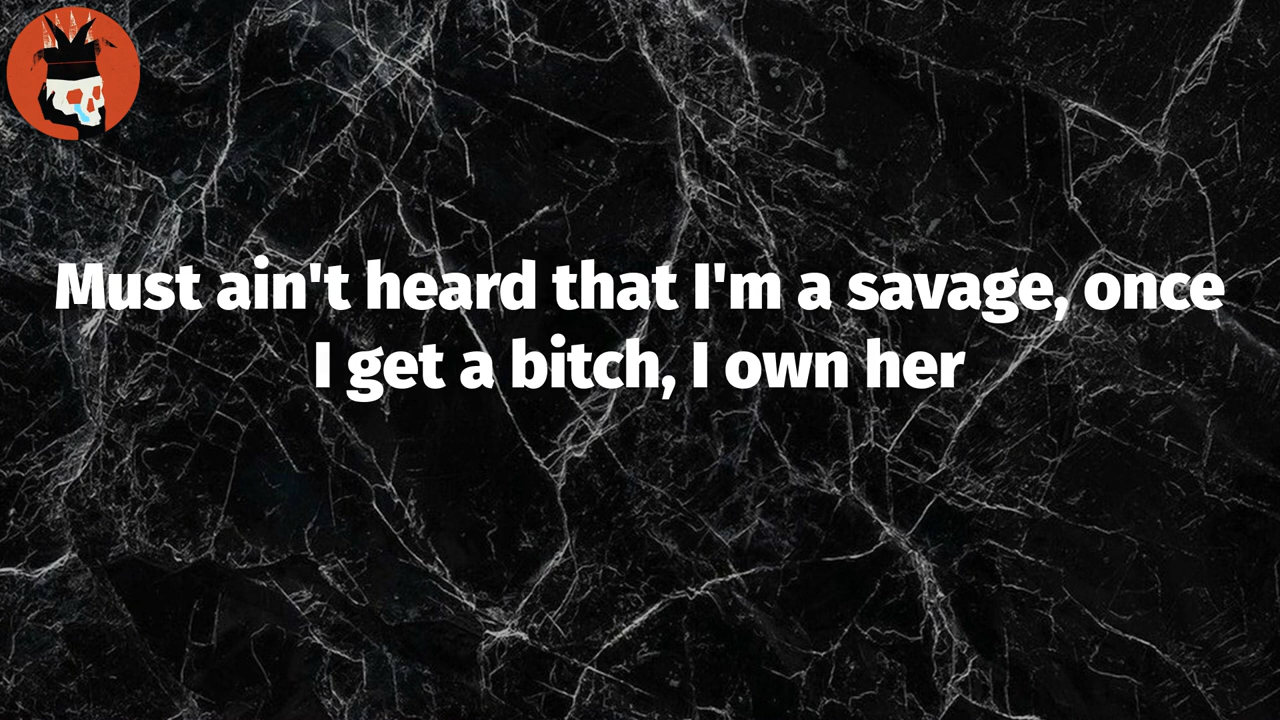 Must ain't heard that I'm a savage, once
I get a bitch, I own her